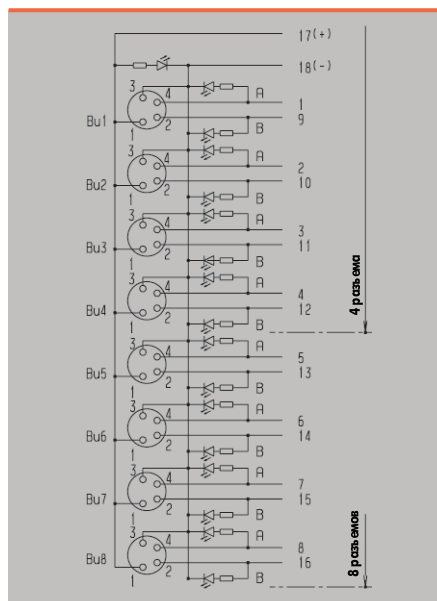 17(+)
18(-)
3 4 A 1
9
Bu1 1 2 B
3 4 A 2
10
Bu2 1 2 B
3 4 A 3
11
Bu3 1 2 B
3 4 A 4
12
Bu4 1 2 B
4 разъема
3 4 A 5
13
Bu5 1 2 B
3 4 A 6
14
Bu6 1 2 B
3 4 A 7
15
Bu7 1 2 B
3 4 A 8
16
Bu8 1 2 B
8 разъемов